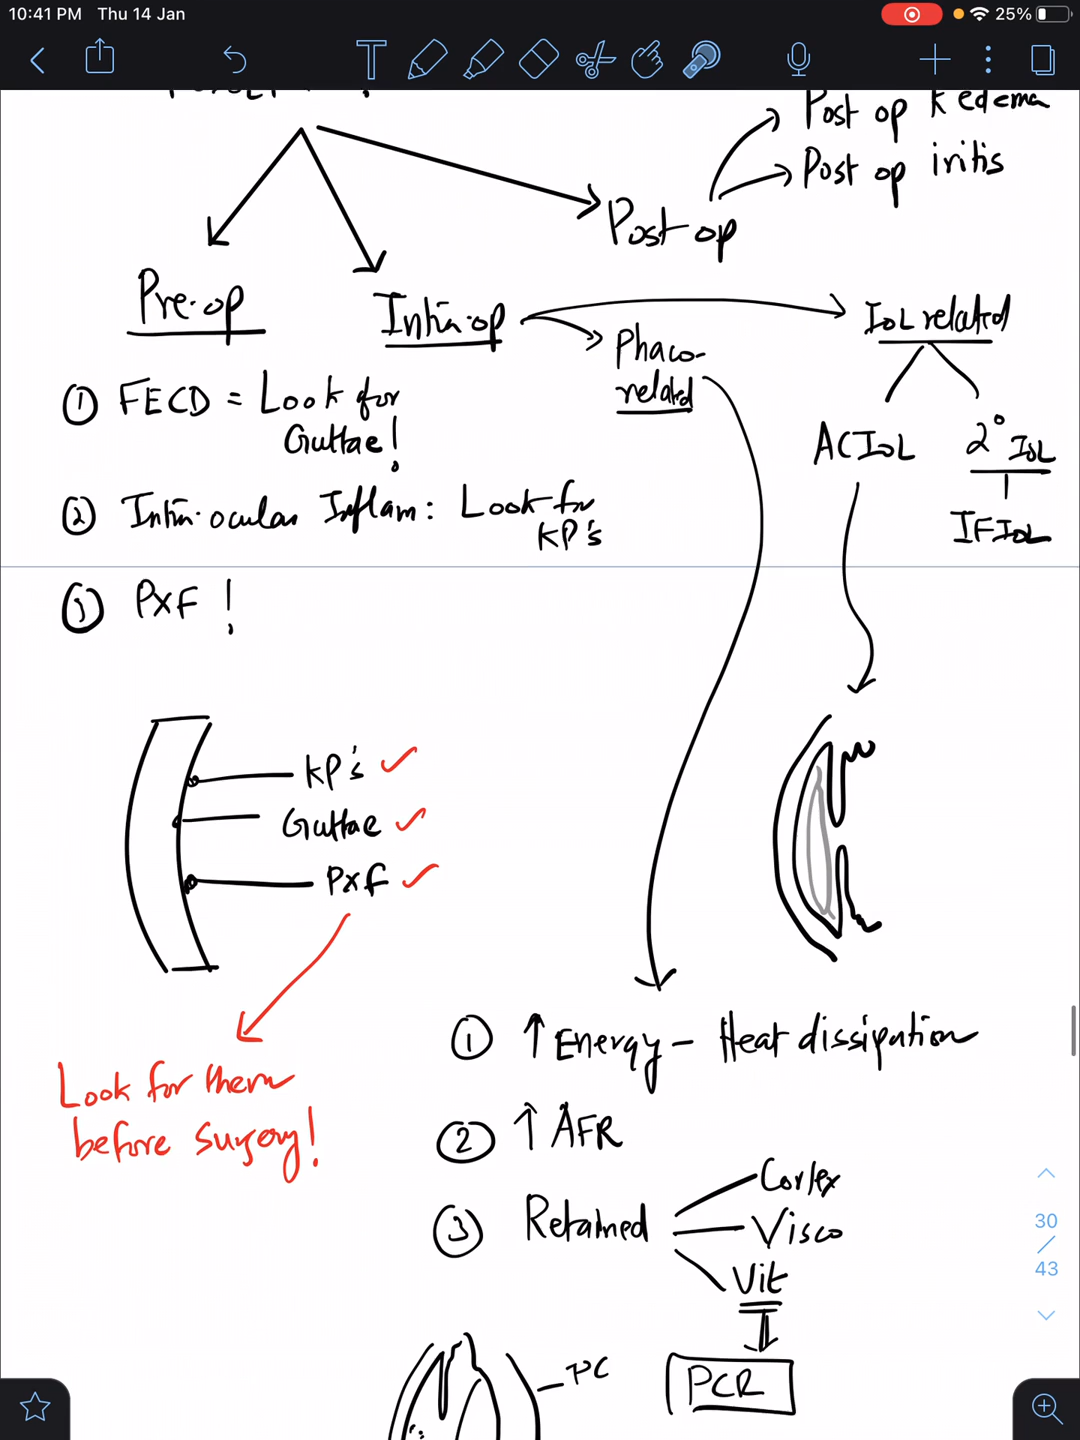 10:41 PM Thu 14 Jan
25%
Post op K edema
Post op iritis
Post op
Pre-op
Intra-op
IOL related
Phaco-
related
① FECD = Look for
Guttae!
ACIOL
2° IOL
② Intra-ocular Inflam: Look for
KP's
IFIOL
③ PXF !
KP's ✓
Guttae ✓
PXF ✓
① ↑ Energy - Heat dissipation
Look for them
before surgery!
② ↑ AFR
③ Retained
Cortex
Visco
Vit
PCR
PC
30
/
43